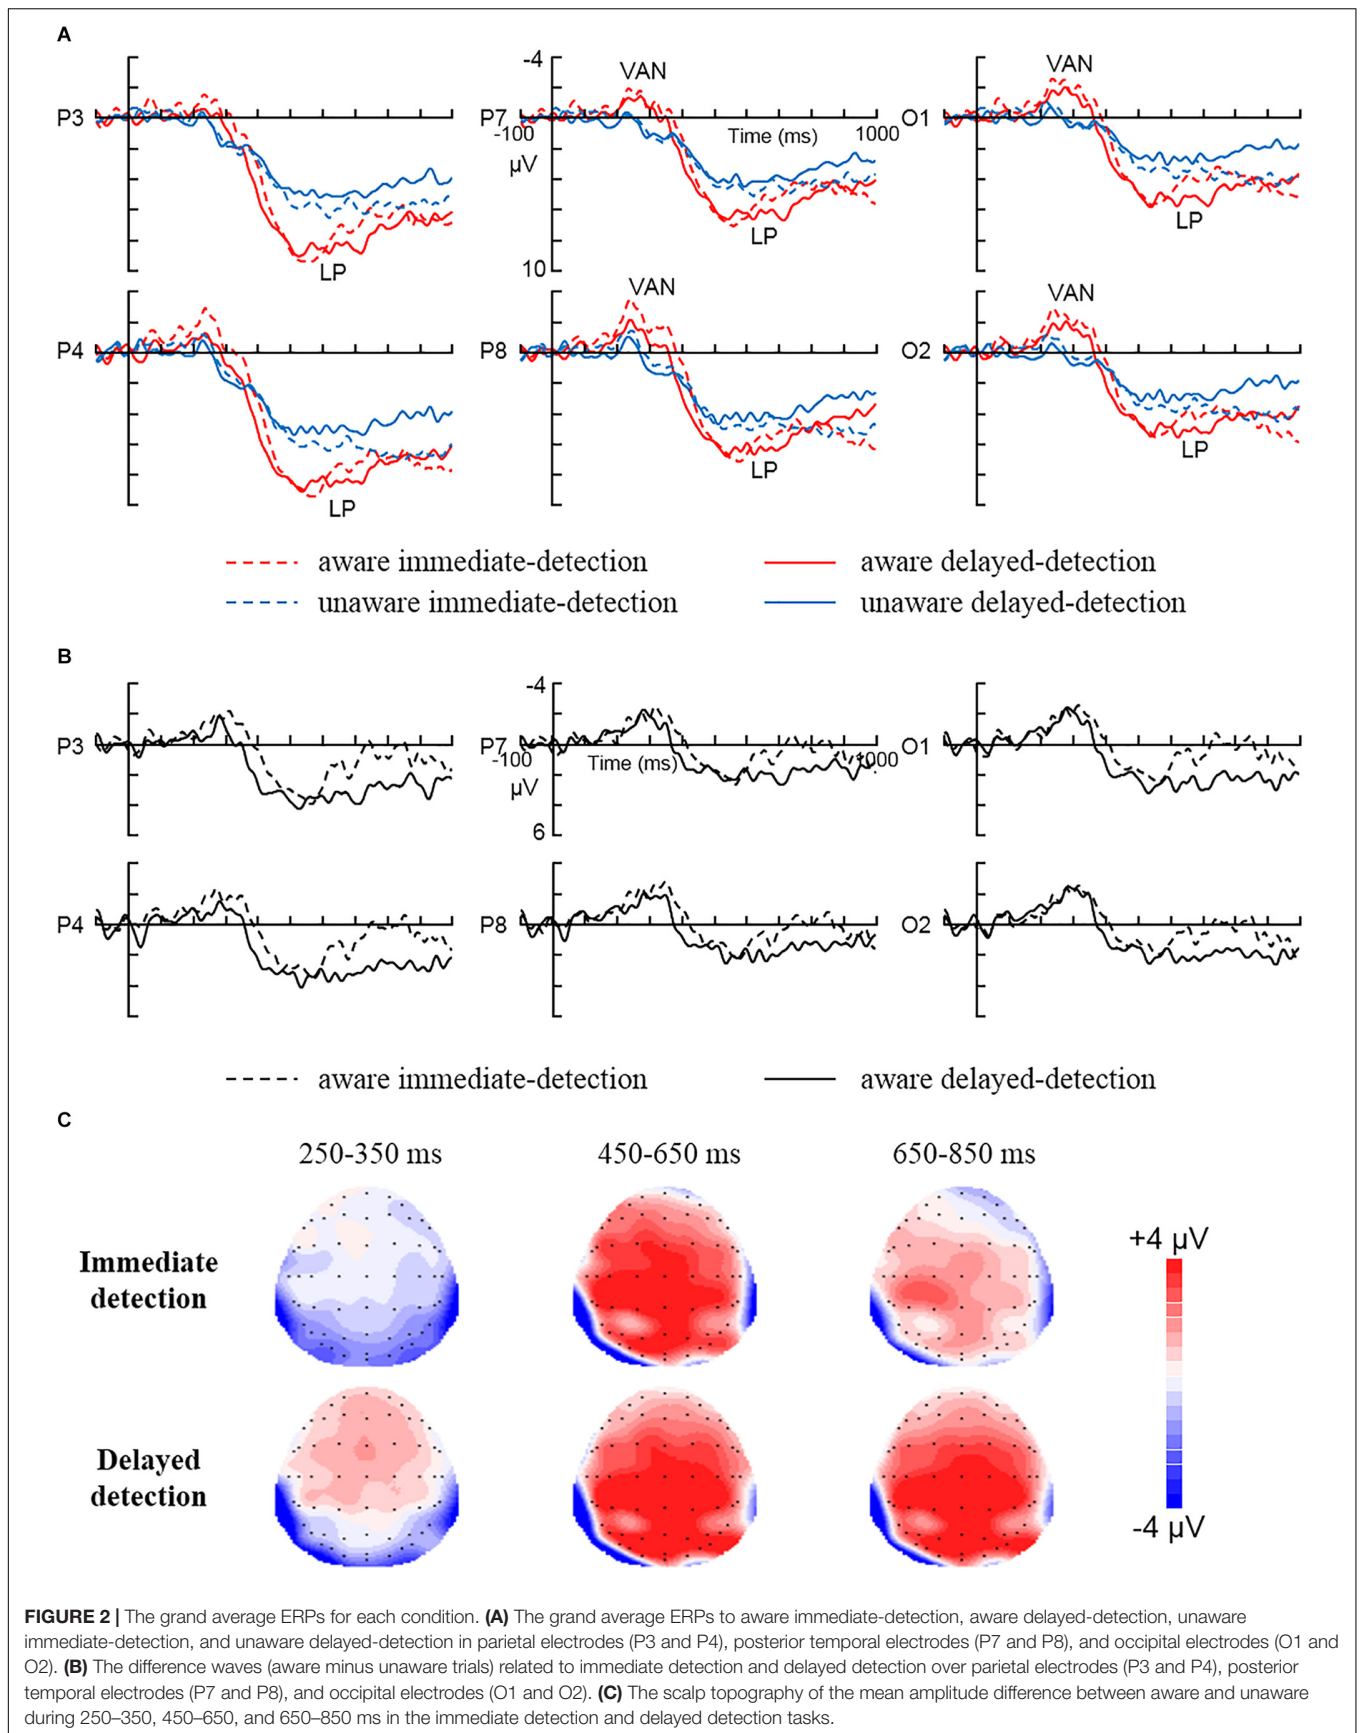 A
-4
VAN
VAN
P3
P7
O1
-100
Time (ms)
1000
µV
LP
LP
LP
10
VAN
VAN
P4
P8
O2
LP
LP
LP
aware immediate-detection
aware delayed-detection
unaware immediate-detection
unaware delayed-detection
B
-4
P3
P7
O1
-100
Time (ms)
1000
µV
6
P4
P8
O2
aware immediate-detection
aware delayed-detection
C
250-350 ms
450-650 ms
650-850 ms
+4 µV
Immediate
detection
Delayed
detection
-4 µV
FIGURE 2 | The grand average ERPs for each condition. (A) The grand average ERPs to aware immediate-detection, aware delayed-detection, unaware
immediate-detection, and unaware delayed-detection in parietal electrodes (P3 and P4), posterior temporal electrodes (P7 and P8), and occipital electrodes (O1 and
O2). (B) The difference waves (aware minus unaware trials) related to immediate detection and delayed detection over parietal electrodes (P3 and P4), posterior
temporal electrodes (P7 and P8), and occipital electrodes (O1 and O2). (C) The scalp topography of the mean amplitude difference between aware and unaware
during 250–350, 450–650, and 650–850 ms in the immediate detection and delayed detection tasks.